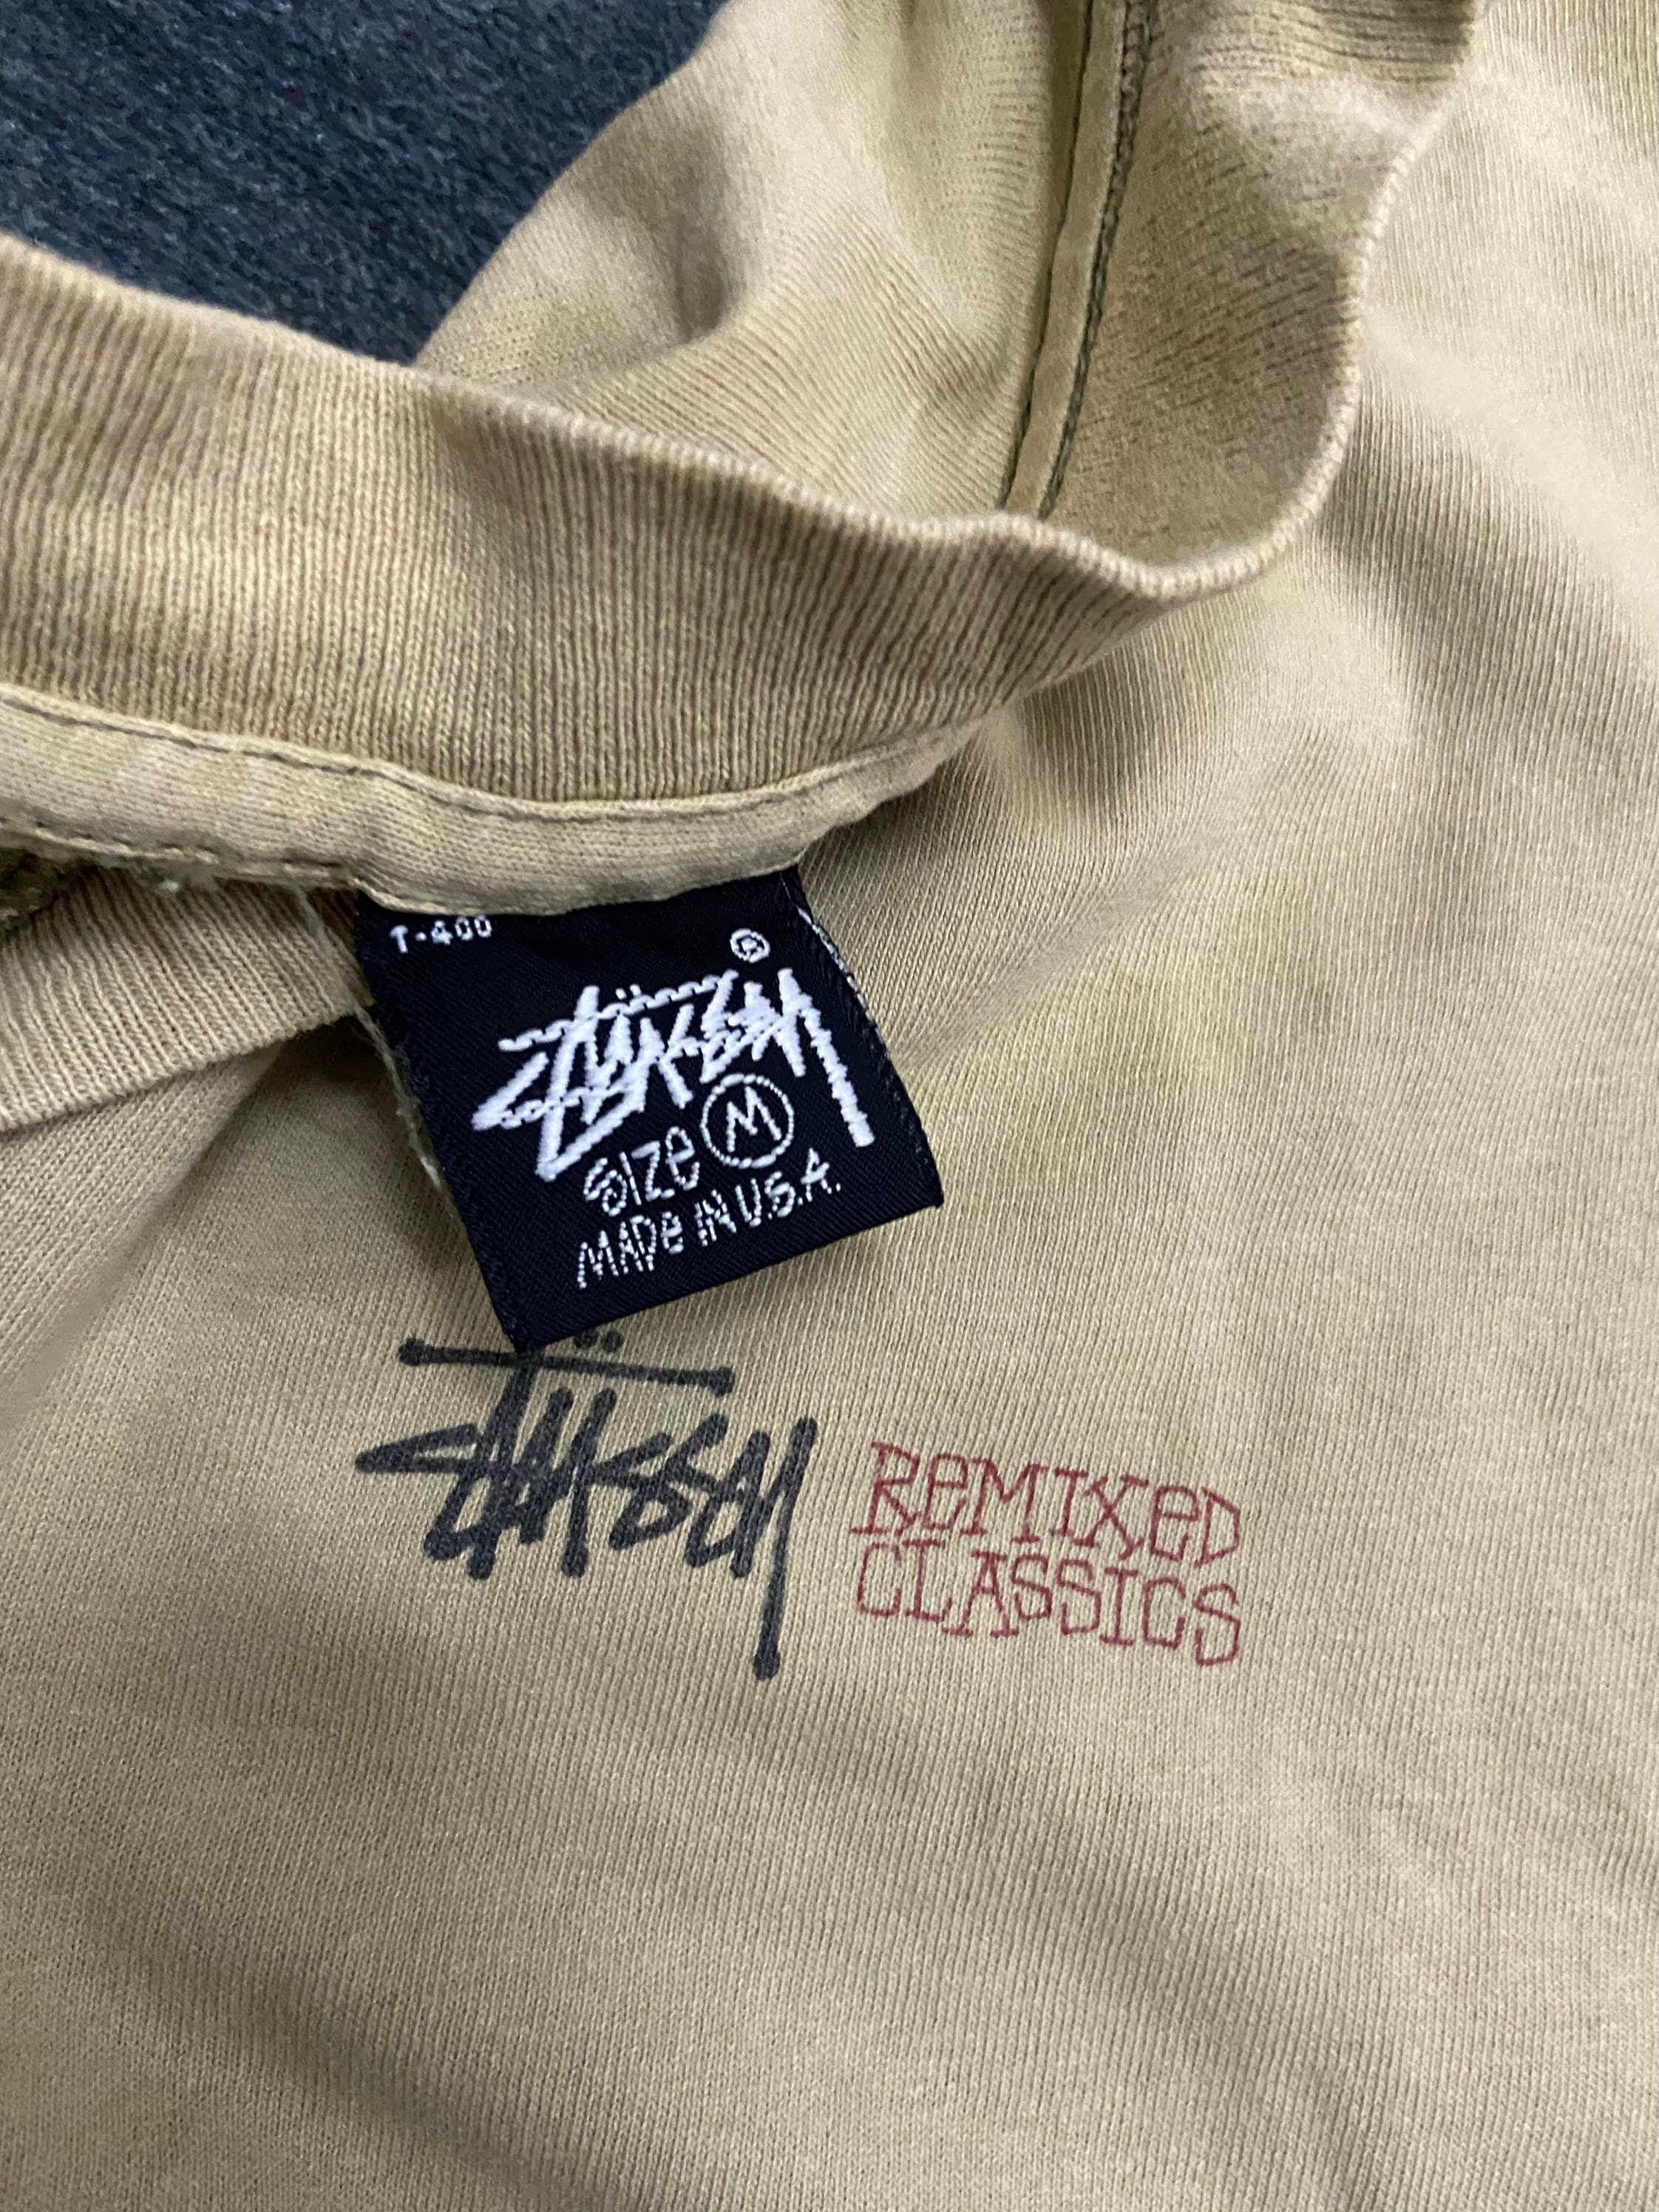 T-400
®
Stüssy
SIZe M
MADe IN U.S.A.
Stüssy
ReMIXeD
CLASSICS